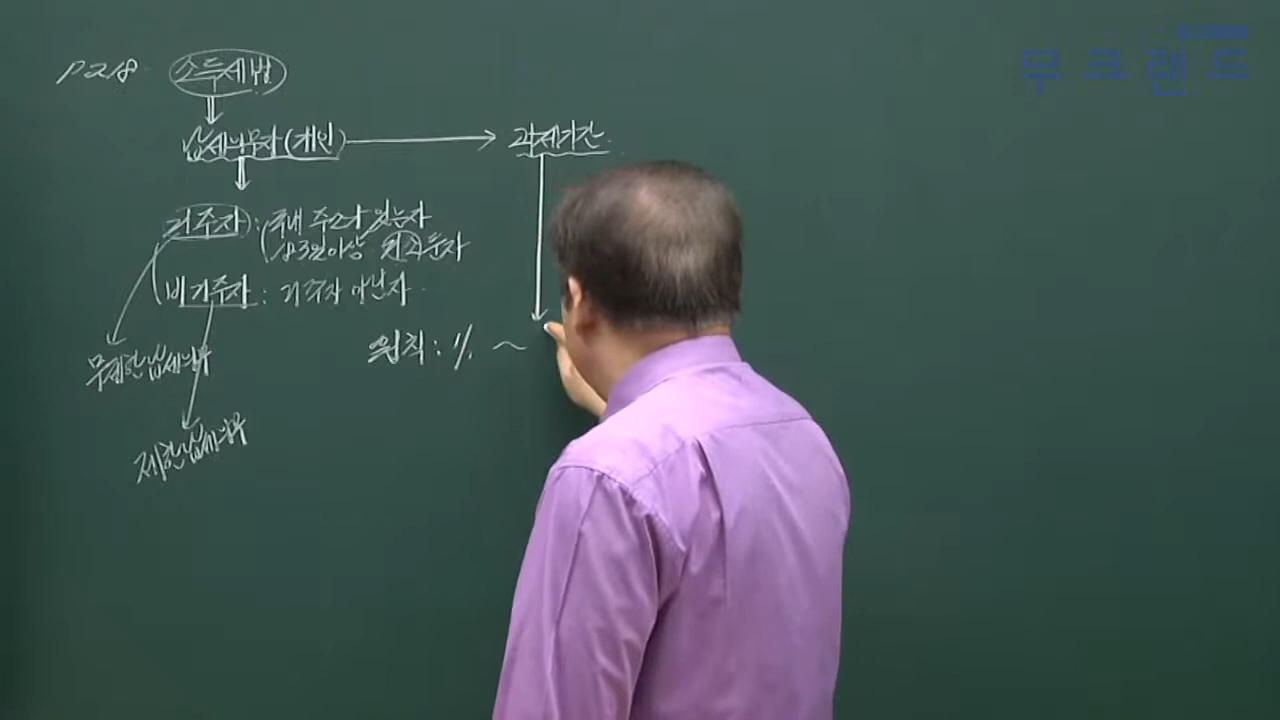 P218 소득세법
납세의무자(개인) → 과세기간
거주자 : 국내 주소가 있는자
183일이상 거소 둔자
비거주자 : 거주자 아닌자
원칙 : 1/1 ~
무제한납세의무
제한납세의무
무크랜드